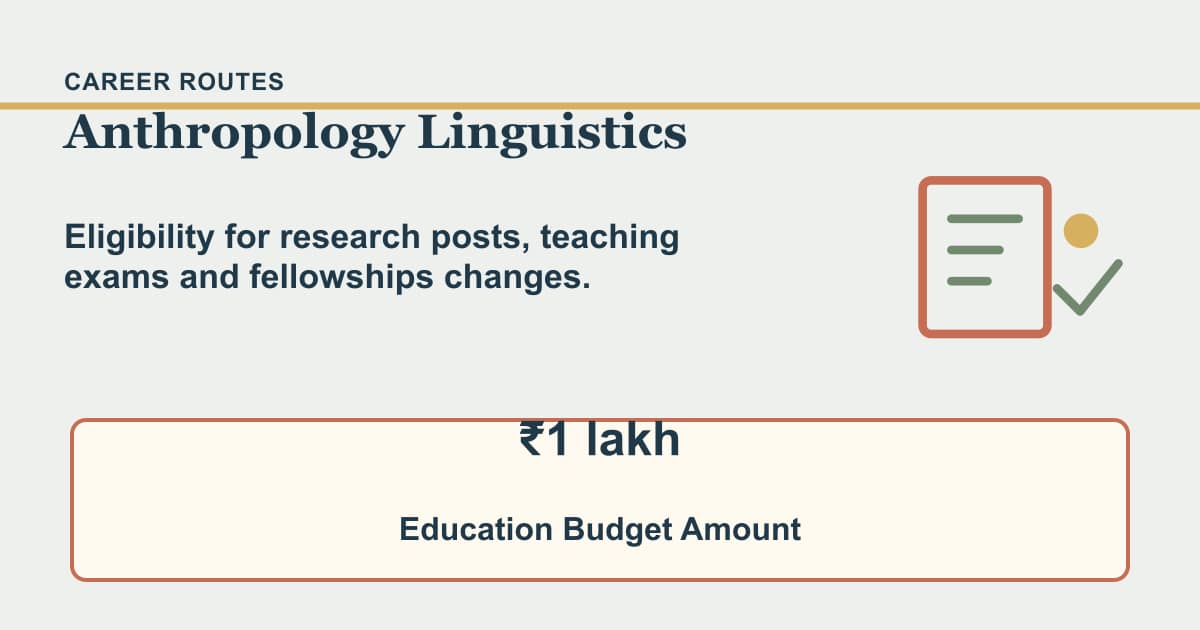 CAREER ROUTES
Anthropology Linguistics
Eligibility for research posts, teaching
exams and fellowships changes.
₹1 lakh
Education Budget Amount